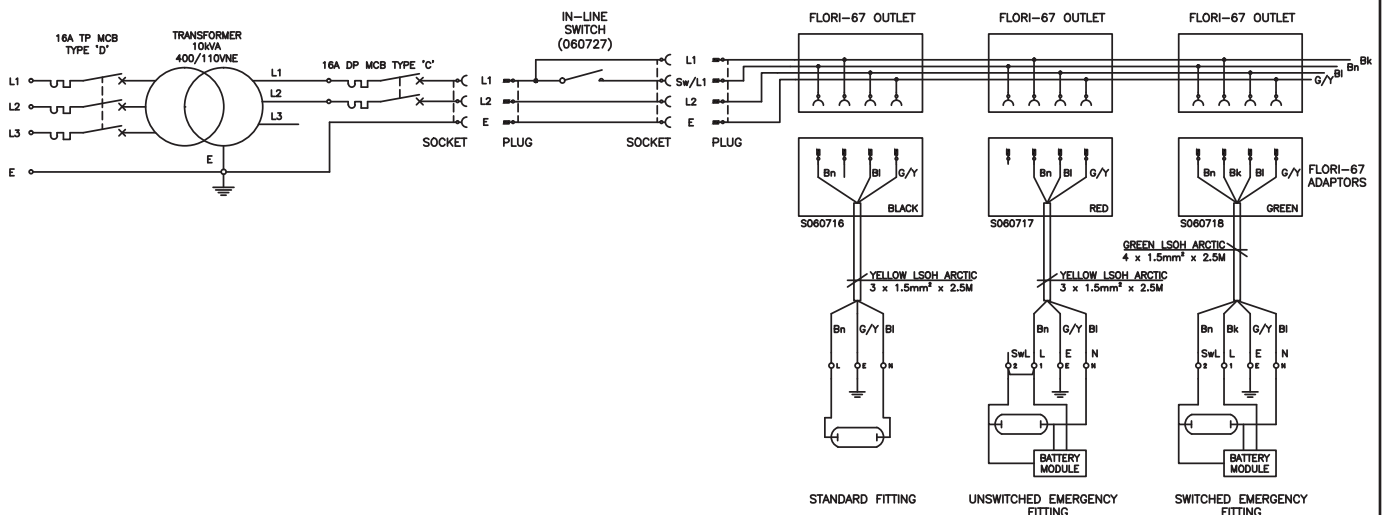 16A TP MCB
TYPE 'D'
TRANSFORMER
10kVA
400/110VNE
16A DP MCB TYPE 'C'
L1
L2
L3
E
L1
L2
L3
E
SOCKET
IN-LINE
SWITCH
(060727)
L1
L2
E
PLUG
SOCKET
L1
Sw/L1
L2
E
PLUG
FLORI-67 OUTLET
FLORI-67 OUTLET
FLORI-67 OUTLET
Bk
Bn
Bl
G/Y
Bn
Bl
G/Y
BLACK
S060716
Bn
Bl
G/Y
RED
S060717
Bn
Bk
Bl
G/Y
GREEN
S060718
FLORI-67
ADAPTORS
YELLOW LSOH ARCTIC
3 x 1.5mm² x 2.5M
YELLOW LSOH ARCTIC
3 x 1.5mm² x 2.5M
GREEN LSOH ARCTIC
4 x 1.5mm² x 2.5M
Bn
G/Y
Bl
L
E
N
STANDARD FITTING
Bn
G/Y
Bl
SwL
L
E
N
2
1
E
N
BATTERY
MODULE
UNSWITCHED EMERGENCY
FITTING
Bn
Bk
G/Y
Bl
SwL
L
E
N
2
1
E
N
BATTERY
MODULE
SWITCHED EMERGENCY
FITTING